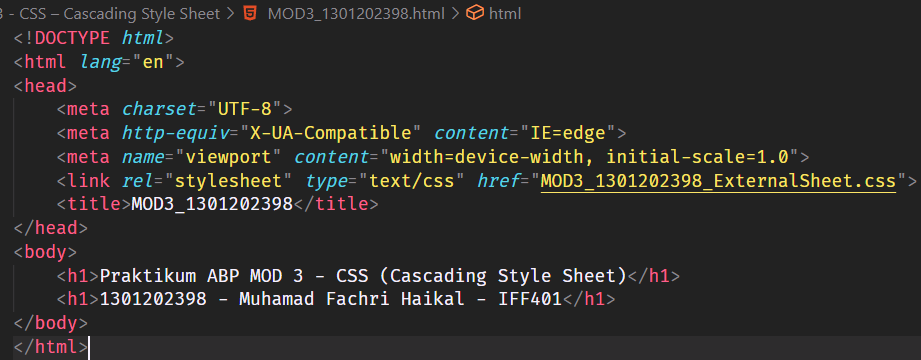 3 - CSS – Cascading Style Sheet > MOD3_1301202398.html > html
<!DOCTYPE html>
<html lang="en">
<head>
    <meta charset="UTF-8">
    <meta http-equiv="X-UA-Compatible" content="IE=edge">
    <meta name="viewport" content="width=device-width, initial-scale=1.0">
    <link rel="stylesheet" type="text/css" href="MOD3_1301202398_ExternalSheet.css">
    <title>MOD3_1301202398</title>
</head>
<body>
    <h1>Praktikum ABP MOD 3 - CSS (Cascading Style Sheet)</h1>
    <h1>1301202398 - Muhamad Fachri Haikal - IFF401</h1>
</body>
</html>